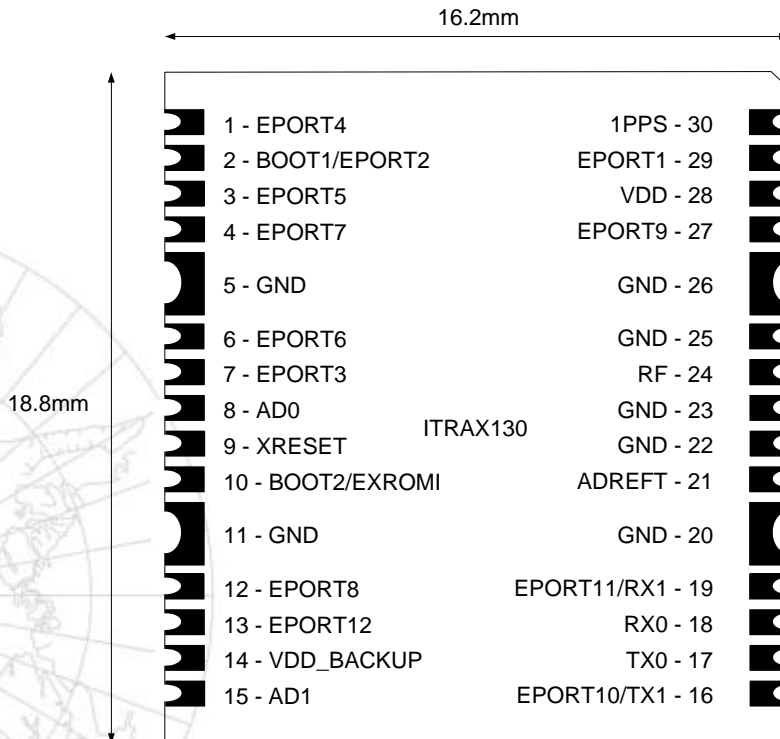 16.2mm
1 - EPORT4
2 - BOOT1/EPORT2
3 - EPORT5
4 - EPORT7
5 - GND
6 - EPORT6
7 - EPORT3
8 - AD0
9 - XRESET
10 - BOOT2/EXROMI
11 - GND
12 - EPORT8
13 - EPORT12
14 - VDD_BACKUP
15 - AD1
18.8mm
ITRAX130
1PPS - 30
EPORT1 - 29
VDD - 28
EPORT9 - 27
GND - 26
GND - 25
RF - 24
GND - 23
GND - 22
ADREFT - 21
GND - 20
EPORT11/RX1 - 19
RX0 - 18
TX0 - 17
EPORT10/TX1 - 16